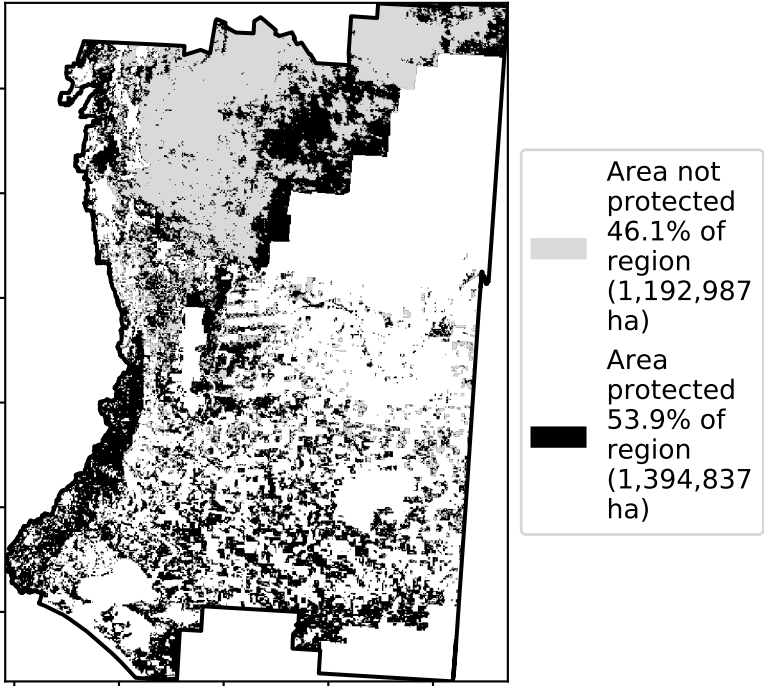 Area not
protected
46.1% of
region
(1,192,987
ha)
Area
protected
53.9% of
region
(1,394,837
ha)